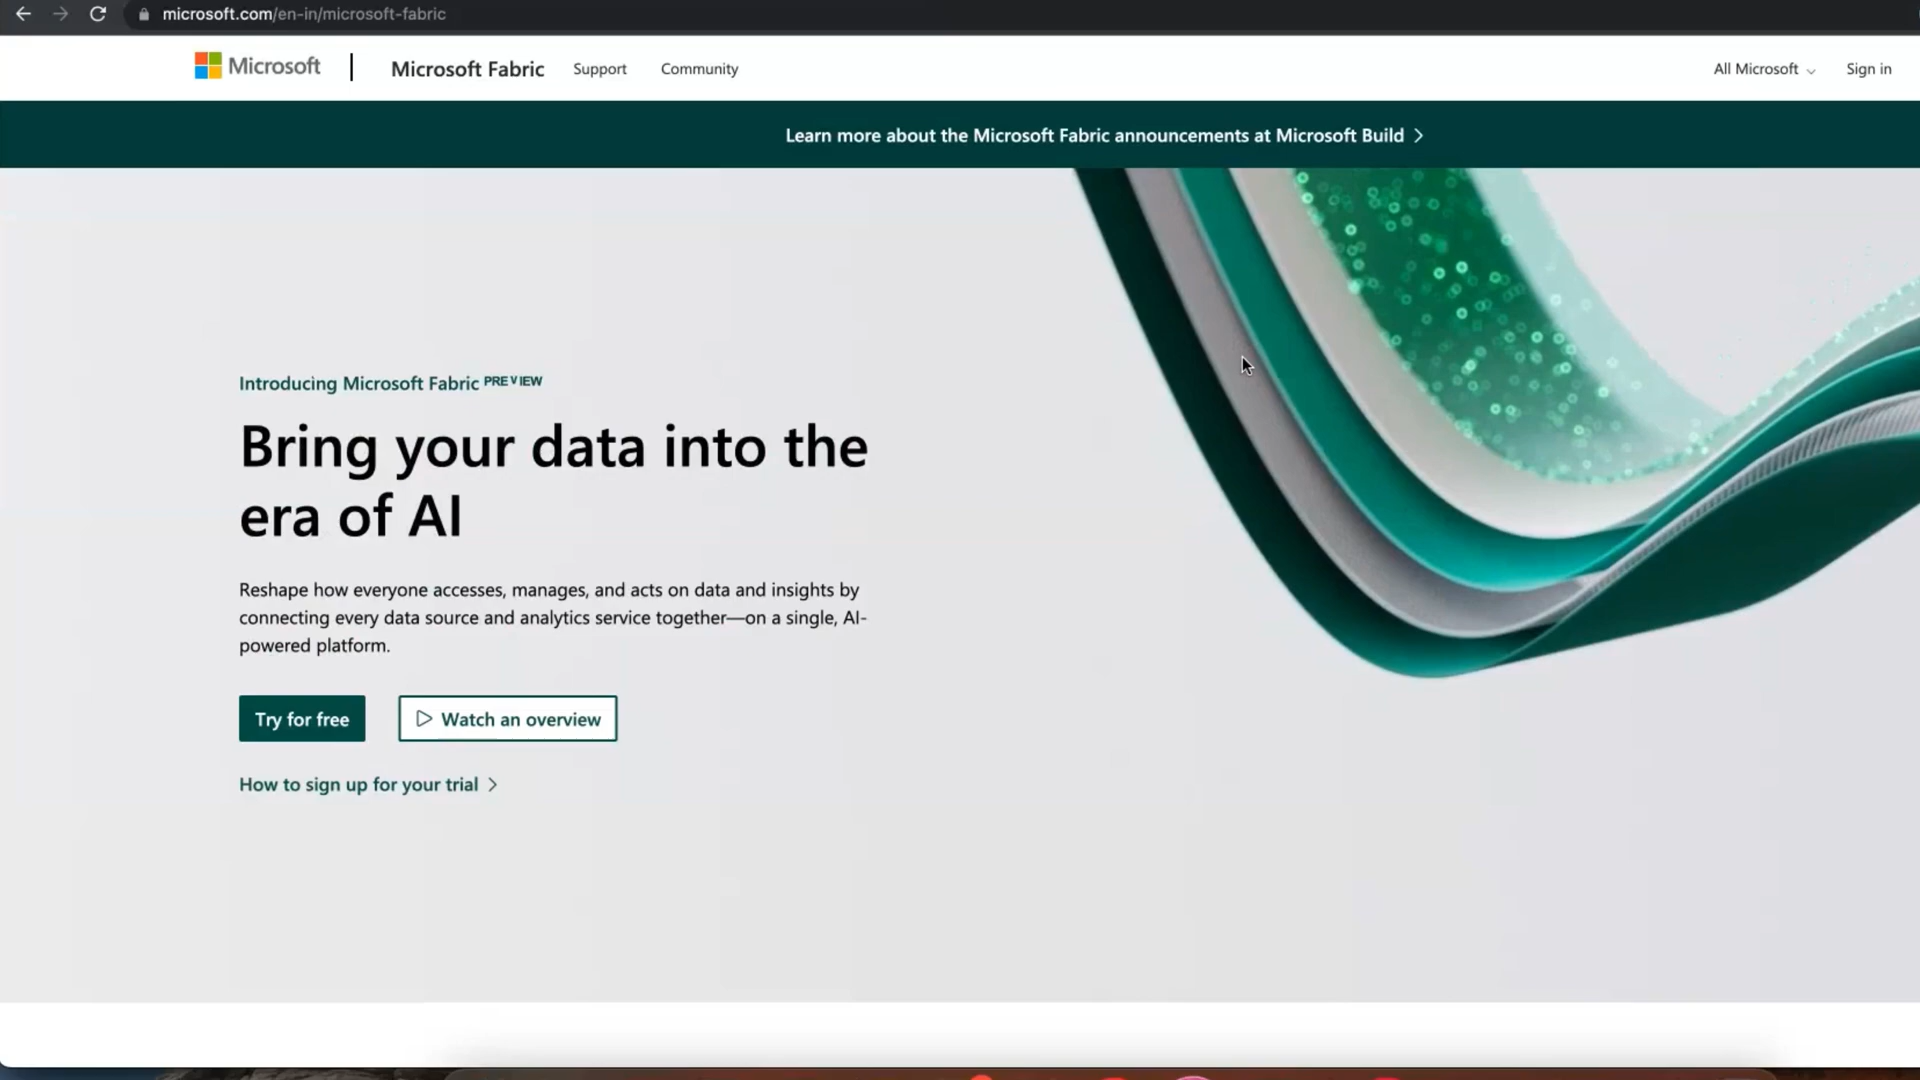 microsoft.com/en-in/microsoft-fabric
Microsoft
Microsoft Fabric
Support
Community
All Microsoft
Sign in
Learn more about the Microsoft Fabric announcements at Microsoft Build
Introducing Microsoft Fabric PREVIEW
Bring your data into the
era of AI
Reshape how everyone accesses, manages, and acts on data and insights by
connecting every data source and analytics service together—on a single, AI-
powered platform.
Try for free
Watch an overview
How to sign up for your trial